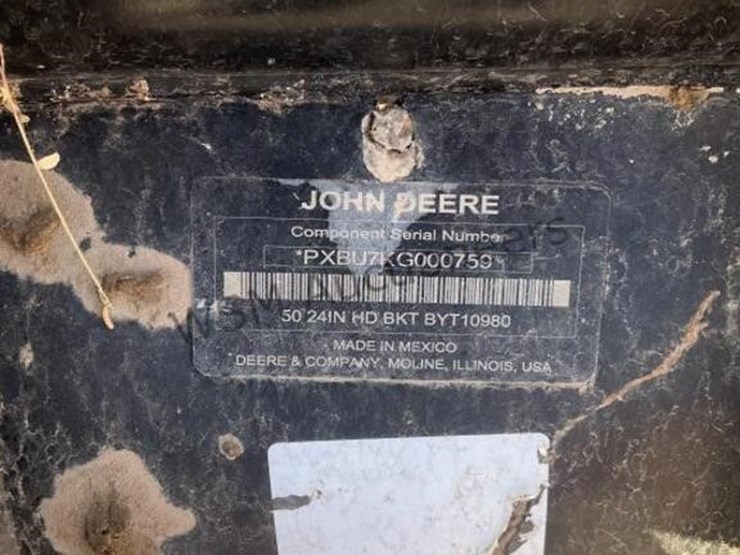 JOHN DEERE
Component Serial Number
*PXBU7KG000759*
50 24IN HD BKT BYT10980
MADE IN MEXICO
DEERE & COMPANY, MOLINE, ILLINOIS, USA